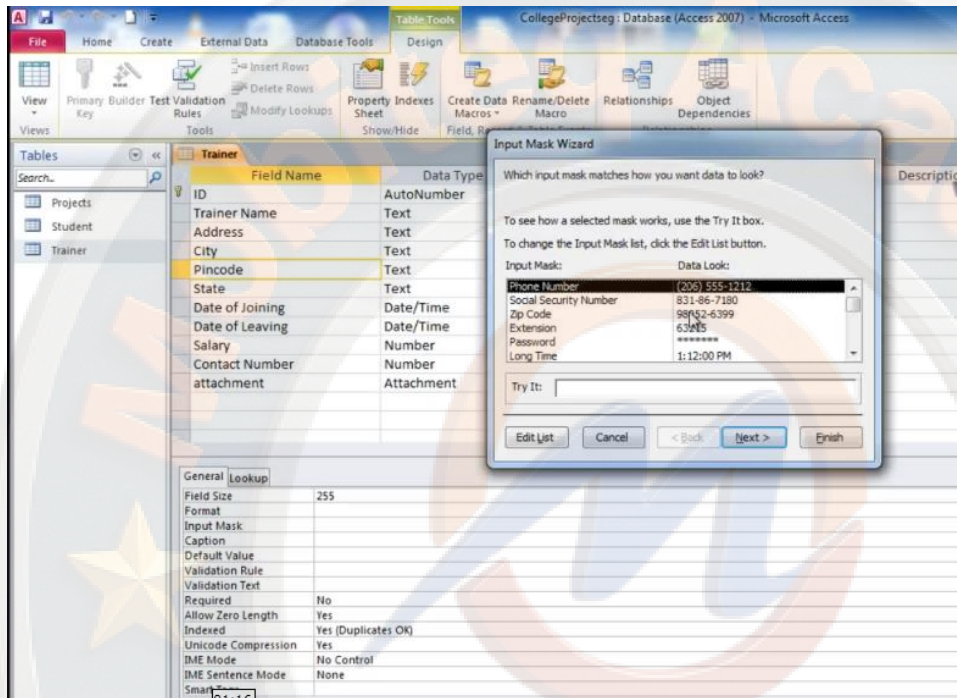 CollegeProjectseg : Database (Access 2007) - Microsoft Access
Table Tools
File Home Create External Data Database Tools Design
View
Primary Key
Builder
Test Validation Rules
Insert Rows
Delete Rows
Modify Lookups
Property Sheet
Indexes
Create Data Macros
Rename/Delete Macro
Relationships
Object Dependencies
Views
Tools
Show/Hide
Tables
Search...
Projects
Student
Trainer
Trainer
Field Name Data Type Descriptio
ID AutoNumber
Trainer Name Text
Address Text
City Text
Pincode Text
State Text
Date of Joining Date/Time
Date of Leaving Date/Time
Salary Number
Contact Number Number
attachment Attachment
Input Mask Wizard
Which input mask matches how you want data to look?
To see how a selected mask works, use the Try It box.
To change the Input Mask list, click the Edit List button.
Input Mask: Data Look:
Phone Number (206) 555-1212
Social Security Number 831-86-7180
Zip Code
Extension
Password *******
Long Time 1:12:00 PM
Try It:
Edit List Cancel < Back Next > Finish
General Lookup
Field Size 255
Format
Input Mask
Caption
Default Value
Validation Rule
Validation Text
Required No
Allow Zero Length Yes
Indexed Yes (Duplicates OK)
Unicode Compression Yes
IME Mode No Control
IME Sentence Mode None
Smart